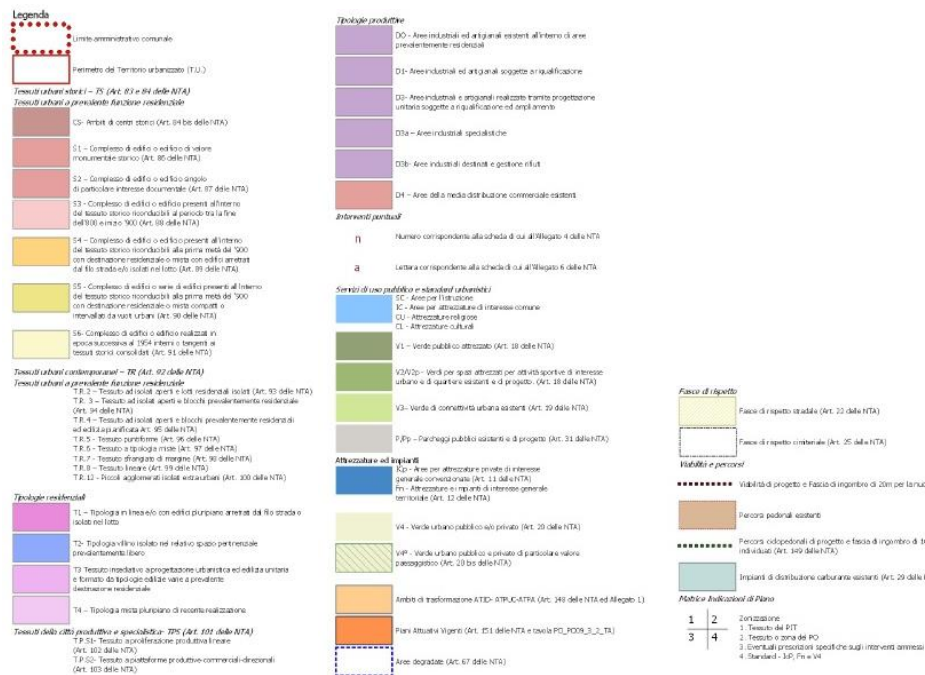 Legenda
Limite amministrativo comunale
Perimetro del Territorio urbanizzato (T.U.)
Tessuti urbani storici – TS (Art. 83 e 84 delle NTA)
Tessuti urbani a prevalente funzione residenziale
CS- Ambiti di centri storici (Art. 84 bis delle NTA)
S1 – Complesso di edifici o edificio di valore
monumentale storico (Art. 86 delle NTA)
S2 – Complesso di edifici o edificio singolo
di particolare interesse documentale (Art. 87 delle NTA)
S3 – Complesso di edifici o edificio presenti all'interno
del tessuto storico riconducibili al periodo tra la fine
dell'800 e inizio '900 (Art. 88 delle NTA)
S4 – Complesso di edifici o edificio presenti all'interno
del tessuto storico riconducibili alla prima metà del '900
con destinazione residenziale o mista con edifici arretrati
dal filo strada e/o isolati nel lotto (Art. 89 delle NTA)
S5 – Complesso di edifici o serie di edifici presenti all'interno
del tessuto storico riconducibili alla prima metà del '900
con destinazione residenziale o mista compatti o
intervallati da vuoti urbani (Art. 90 delle NTA)
S6- Complesso di edifici o edificio realizzati in
epoca successiva al 1954 interni o tangenti ai
tessuti storici consolidati (Art. 91 delle NTA)
Tessuti urbani contemporanei – TR (Art. 92 delle NTA)
Tessuti urbani a prevalente funzione residenziale
T.R.2 – Tessuto ad isolati aperti e lotti residenziali isolati (Art. 93 delle NTA)
T.R. 3 – Tessuto ad isolati aperti e blocchi prevalentemente residenziale
(Art. 94 delle NTA)
T.R.4 – Tessuto ad isolati aperti e blocchi prevalentemente residenziali
ed edilizia pianificata Art. 95 delle NTA)
T.R.5 - Tessuto puntiforme (Art. 96 delle NTA)
T.R.6 - Tessuto a tipologie miste (Art. 97 delle NTA)
T.R.7 - Tessuto sfrangiato di margine (Art. 98 delle NTA)
T.R.8 – Tessuto lineare (Art. 99 delle NTA)
T.R.12 - Piccoli agglomerati isolati extra urbani (Art. 100 delle NTA)
Tipologie residenziali
T1 – Tipologia in linea e/o con edifici pluripiano arretrati dal filo strada o
isolati nel lotto
T2- Tipologia villino isolato nel relativo spazio pertinenziale
prevalentemente libero
T3 Tessuto insediativo a progettazione urbanistica ed edilizia unitaria
e formato da tipologie edilizie varie a prevalente
destinazione residenziale
T4 – Tipologia mista pluripiano di recente realizzazione
Tessuti della città produttiva e specialistica- TPS (Art. 101 delle NTA)
T.P.S1- Tessuto a proliferazione produttiva lineare
(Art. 102 delle NTA)
T.P.S2- Tessuto a piattaforme produttive-commerciali-direzionali
(Art. 103 delle NTA)
Tipologie produttive
D0 - Aree industriali ed artigianali esistenti all'interno di aree
prevalentemente residenziali
D1- Aree industriali ed artigianali soggette a riqualificazione
D3- Aree industriali e artigianali realizzate tramite progettazione
unitaria soggette a riqualificazione ed ampliamento
D3a – Aree industriali specialistiche
D3b- Aree industriali destinati e gestione rifiuti
D4 – Aree della media distribuzione commerciale esistenti
Interventi puntuali
n Numero corrispondente alla scheda di cui all'Allegato 4 delle NTA
a Lettera corrispondente alla scheda di cui all'Allegato 6 delle NTA
Servizi di uso pubblico e standard urbanistici
SC - Aree per l'istruzione
IC - Aree per attrezzature di interesse comune
CU - Attrezzature religiose
CL - Attrezzature culturali
V1 – Verde pubblico attrezzato (Art. 18 delle NTA)
V2/V2p - Verdi per spazi attrezzati per attività sportive di interesse
urbano e di quartiere esistenti e di progetto. (Art. 18 delle NTA)
V3– Verde di connettività urbana esistenti (Art. 19 delle NTA)
P/Pp – Parcheggi pubblici esistenti e di progetto (Art. 31 delle NTA)
Attrezzature ed impianti
ICp - Aree per attrezzature private di interesse
generale convenzionate (Art. 11 delle NTA)
Fn - Attrezzature e impianti di interesse generale
territoriale (Art. 12 delle NTA)
V4 – Verde urbano pubblico e/o privato (Art. 20 delle NTA)
V4P – Verde urbano pubblico e privato di particolare valore
paesaggistico (Art. 20 bis delle NTA)
Ambiti di trasformazione ATID- ATPUC-ATPA (Art. 148 delle NTA ed Allegato 1)
Piani Attuativi Vigenti (Art. 151 delle NTA e tavola PO_PO09_3_2_TA)
Aree degradate (Art. 67 delle NTA)
Fasce di rispetto
Fasce di rispetto stradale (Art. 22 delle NTA)
Fasce di rispetto cimiteriale (Art. 25 delle NTA)
Viabilità e percorsi
Viabilità di progetto e Fascia di ingombro di 20m per la
Percorsi pedonali esistenti
Percorsi ciclopedonali di progetto e fascia di ingombro di
individuati (Art. 149 delle NTA)
Impianti di distribuzione carburante esistenti (Art. 29 delle
Matrice Indicazioni di Piano
1 2
3 4
Zonizzazione
1. Tessuto del PIT
2. Tessuto o zona del PO
3. Eventuali prescrizioni specifiche sugli interventi ammessi
4. Standard - IcP, Fn e V4